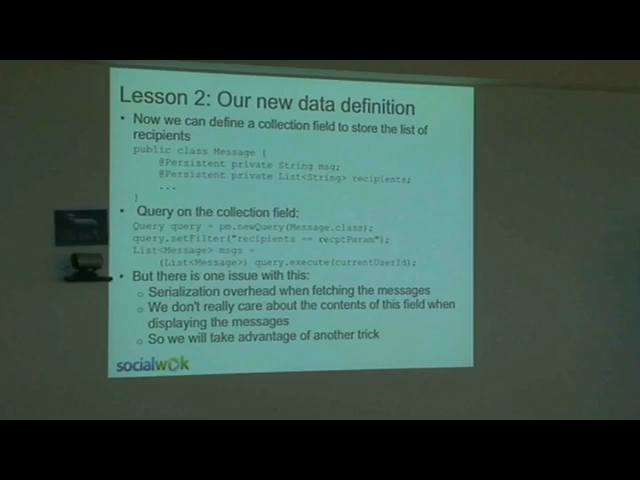 Lesson 2: Our new data definition
• Now we can define a collection field to store the list of
recipients
public class Message {
@Persistent private String msg;
@Persistent private List<String> recipients;
...
}
• Query on the collection field:
Query query = pm.newQuery(Message.class);
query.setFilter("recipients == recptParam");
List<Message> msgs =
(List<Message>) query.execute(currentUserId);
• But there is one issue with this:
o Serialization overhead when fetching the messages
o We don't really care about the contents of this field when
displaying the messages
o So we will take advantage of another trick
socialwok